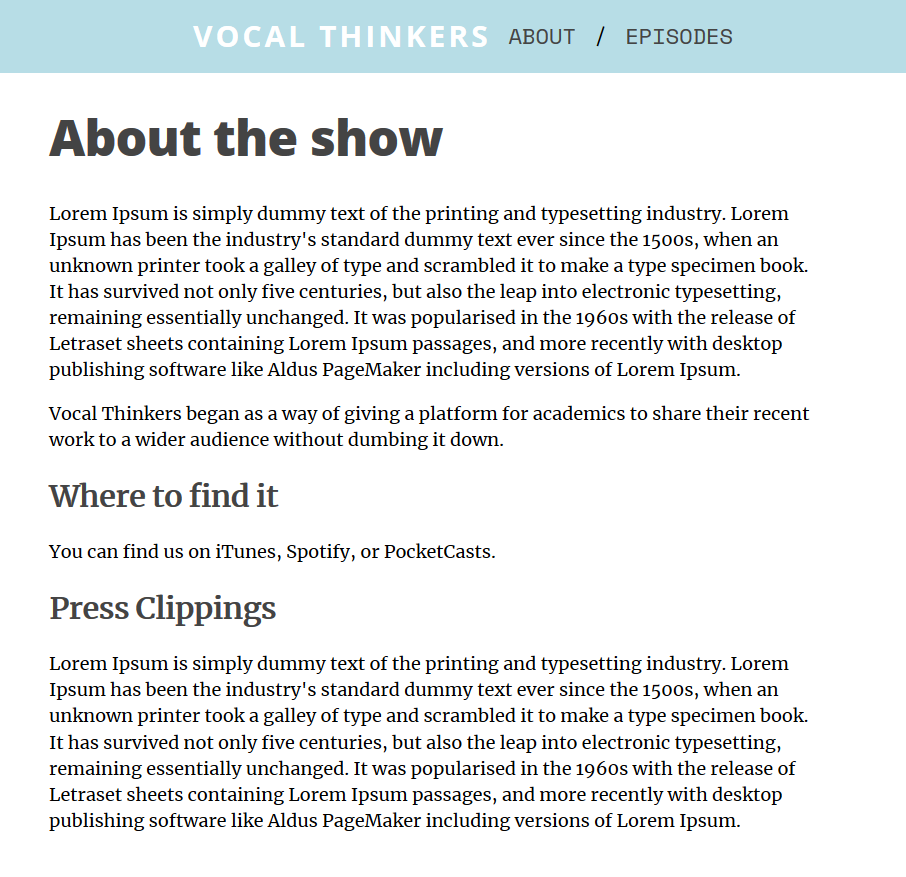 VOCAL THINKERS ABOUT / EPISODES
About the show
Lorem Ipsum is simply dummy text of the printing and typesetting industry. Lorem
Ipsum has been the industry's standard dummy text ever since the 1500s, when an
unknown printer took a galley of type and scrambled it to make a type specimen book.
It has survived not only five centuries, but also the leap into electronic typesetting,
remaining essentially unchanged. It was popularised in the 1960s with the release of
Letraset sheets containing Lorem Ipsum passages, and more recently with desktop
publishing software like Aldus PageMaker including versions of Lorem Ipsum.
Vocal Thinkers began as a way of giving a platform for academics to share their recent
work to a wider audience without dumbing it down.
Where to find it
You can find us on iTunes, Spotify, or PocketCasts.
Press Clippings
Lorem Ipsum is simply dummy text of the printing and typesetting industry. Lorem
Ipsum has been the industry's standard dummy text ever since the 1500s, when an
unknown printer took a galley of type and scrambled it to make a type specimen book.
It has survived not only five centuries, but also the leap into electronic typesetting,
remaining essentially unchanged. It was popularised in the 1960s with the release of
Letraset sheets containing Lorem Ipsum passages, and more recently with desktop
publishing software like Aldus PageMaker including versions of Lorem Ipsum.